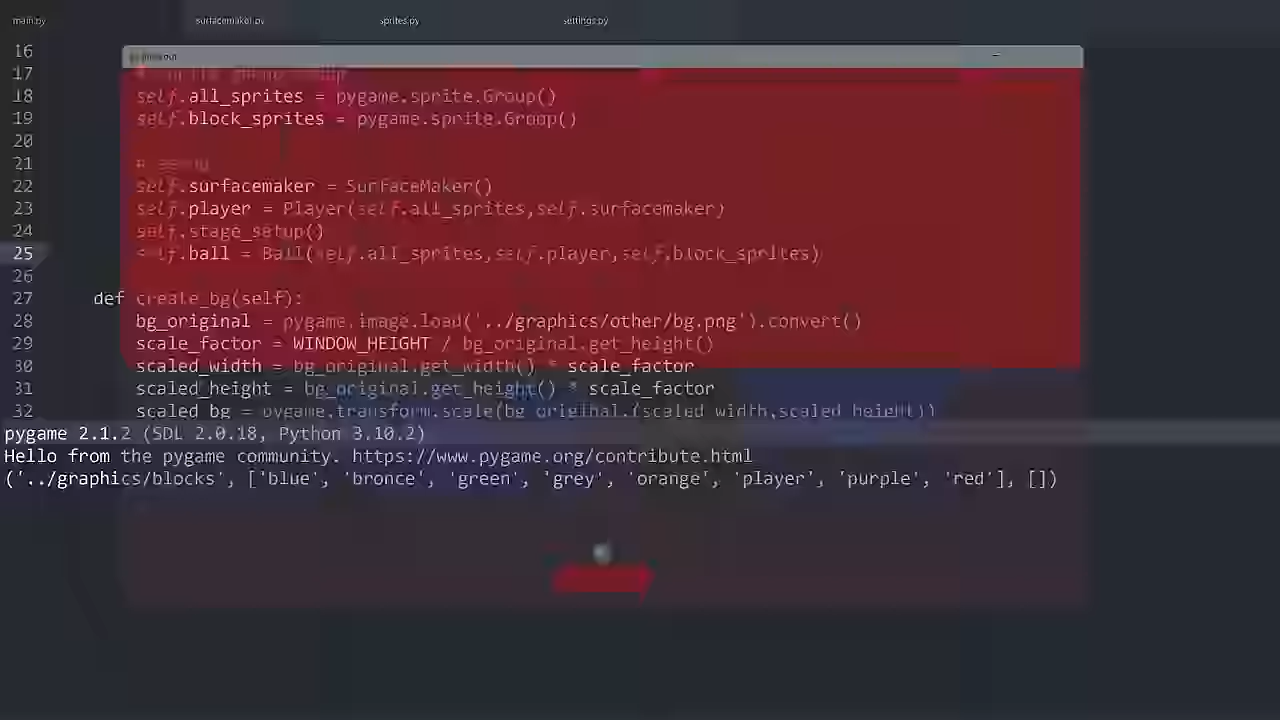 main.py surfacemaker.py sprites.py settings.py
16
17
18 self.all_sprites = pygame.sprite.Group()
19 self.block_sprites = pygame.sprite.Group()
20
21 # setup
22 self.surfacemaker = SurfaceMaker()
23 self.player = Player(self.all_sprites,self.surfacemaker)
24 self.stage_setup()
25 self.ball = Ball(self.all_sprites,self.player,self.block_sprites)
26
27 def create_bg(self):
28 bg_original = pygame.image.load('../graphics/other/bg.png').convert()
29 scale_factor = WINDOW_HEIGHT / bg_original.get_height()
30 scaled_width = bg_original.get_width() * scale_factor
31 scaled_height = bg_original.get_height() * scale_factor
32 scaled_bg = pygame.transform.scale(bg_original,(scaled_width,scaled_height))
pygame 2.1.2 (SDL 2.0.18, Python 3.10.2)
Hello from the pygame community. https://www.pygame.org/contribute.html
('../graphics/blocks', ['blue', 'bronce', 'green', 'grey', 'orange', 'player', 'purple', 'red'], [])